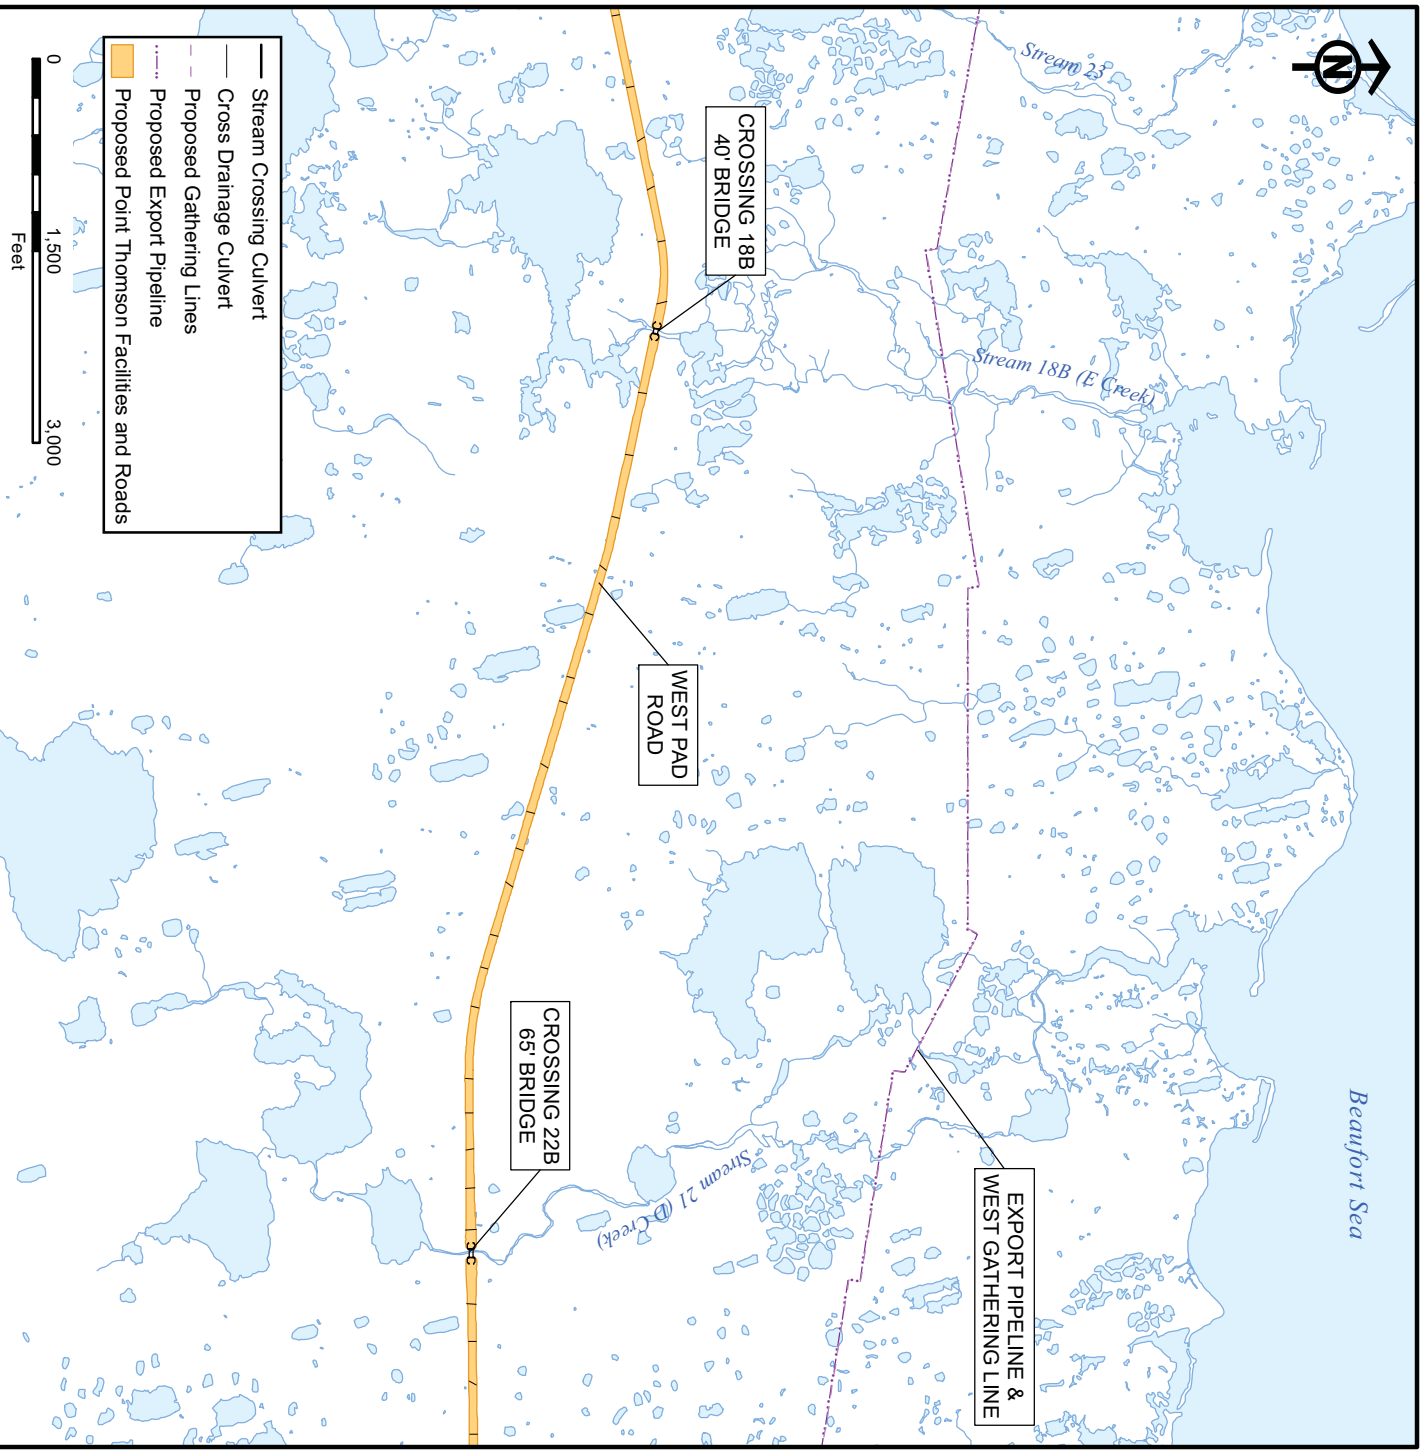 N
Beaufort Sea
Stream 23
Stream 18B (E Creek)
EXPORT PIPELINE &
WEST GATHERING LINE
CROSSING 18B
40' BRIDGE
WEST PAD
ROAD
Stream 21 (D Creek)
CROSSING 22B
65' BRIDGE
Stream Crossing Culvert
Cross Drainage Culvert
Proposed Gathering Lines
Proposed Export Pipeline
Proposed Point Thomson Facilities and Roads
0 1,500 3,000
Feet